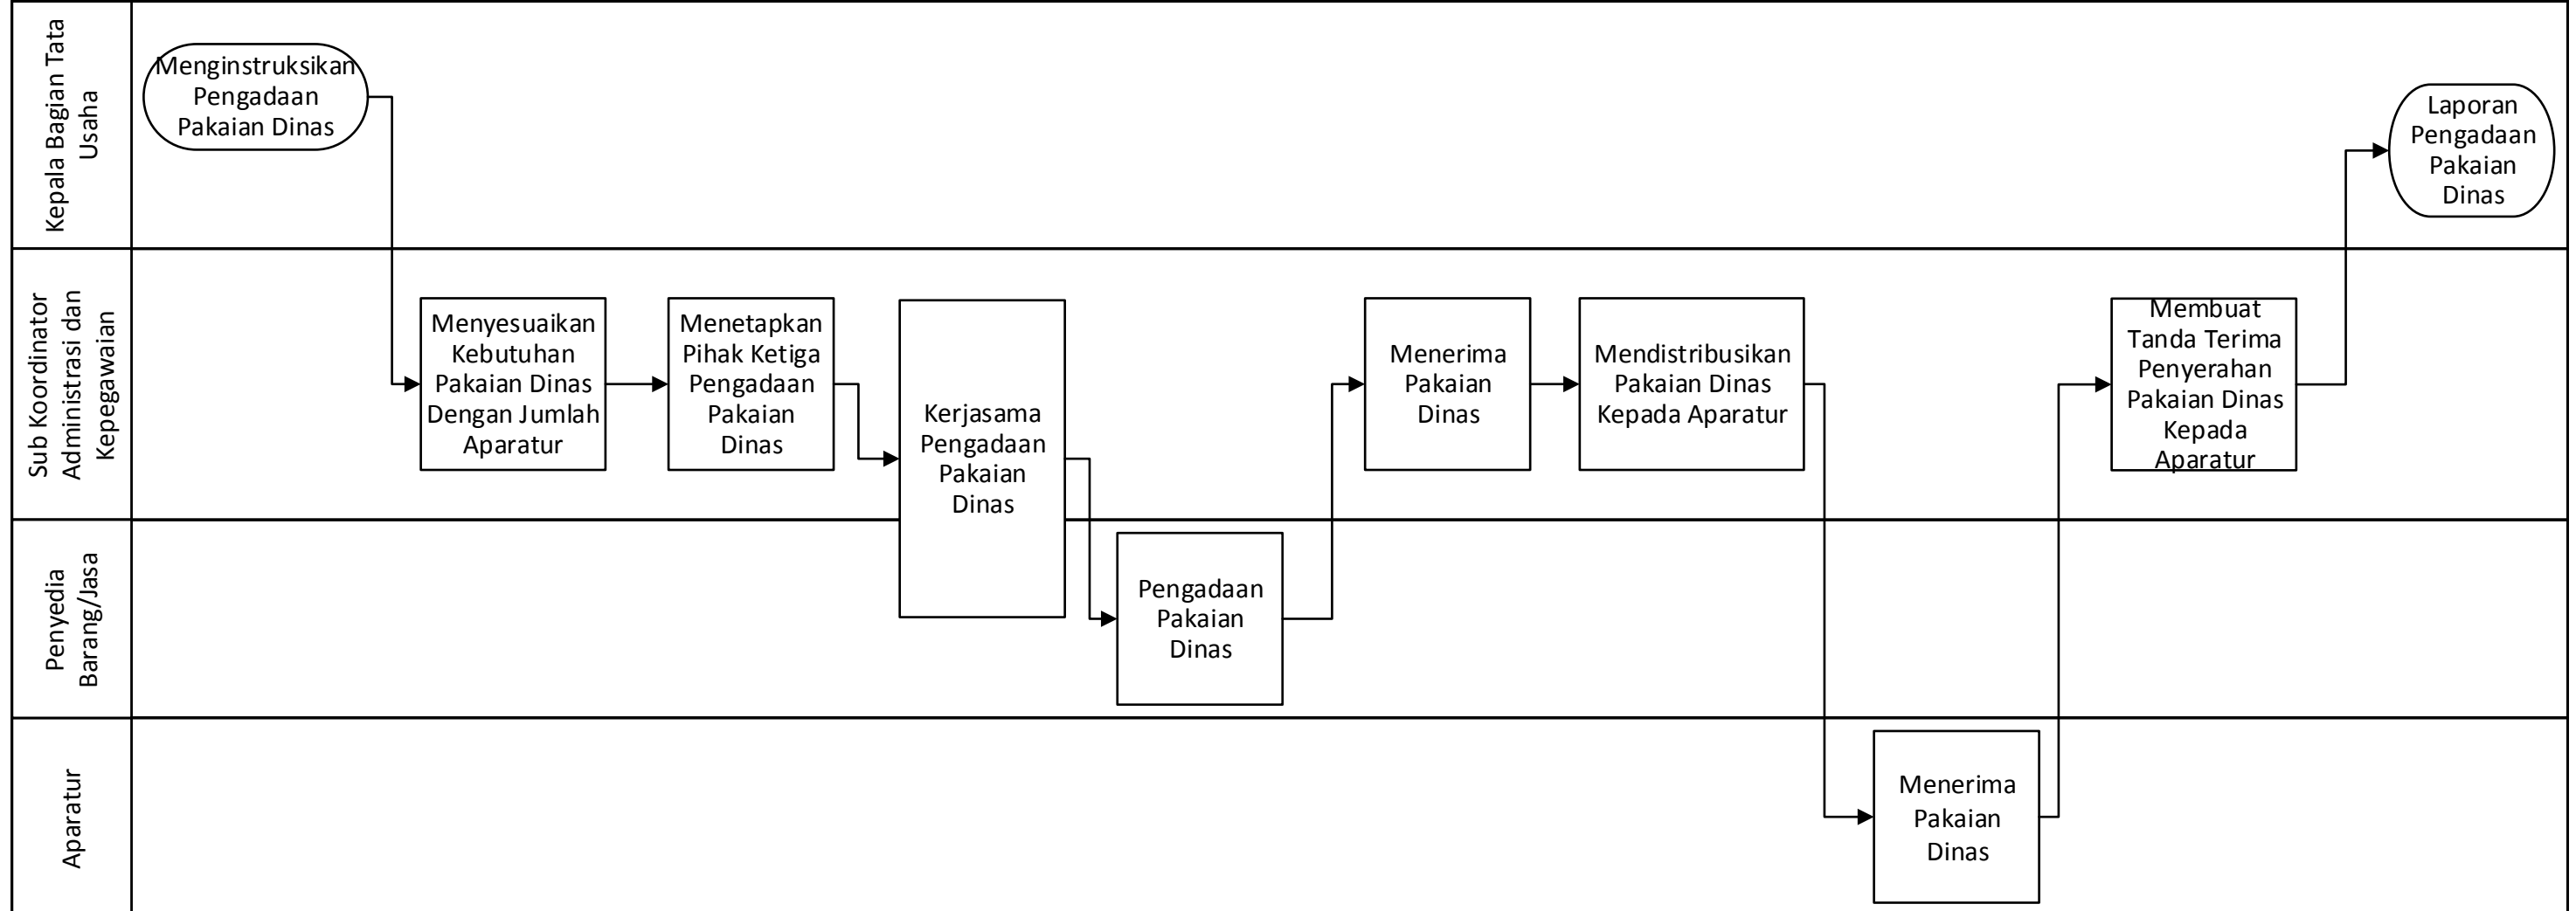 Kepala Bagian Tata
Usaha
Menginstruksikan
Pengadaan
Pakaian Dinas
Laporan
Pengadaan
Pakaian
Dinas
Sub Koordinator
Administrasi dan
Kepegawaian
Menyesuaikan
Kebutuhan
Pakaian Dinas
Dengan Jumlah
Aparatur
Menetapkan
Pihak Ketiga
Pengadaan
Pakaian
Dinas
Kerjasama
Pengadaan
Pakaian
Dinas
Menerima
Pakaian
Dinas
Mendistribusikan
Pakaian Dinas
Kepada Aparatur
Membuat
Tanda Terima
Penyerahan
Pakaian Dinas
Kepada
Aparatur
Penyedia
Barang/Jasa
Pengadaan
Pakaian
Dinas
Aparatur
Menerima
Pakaian
Dinas